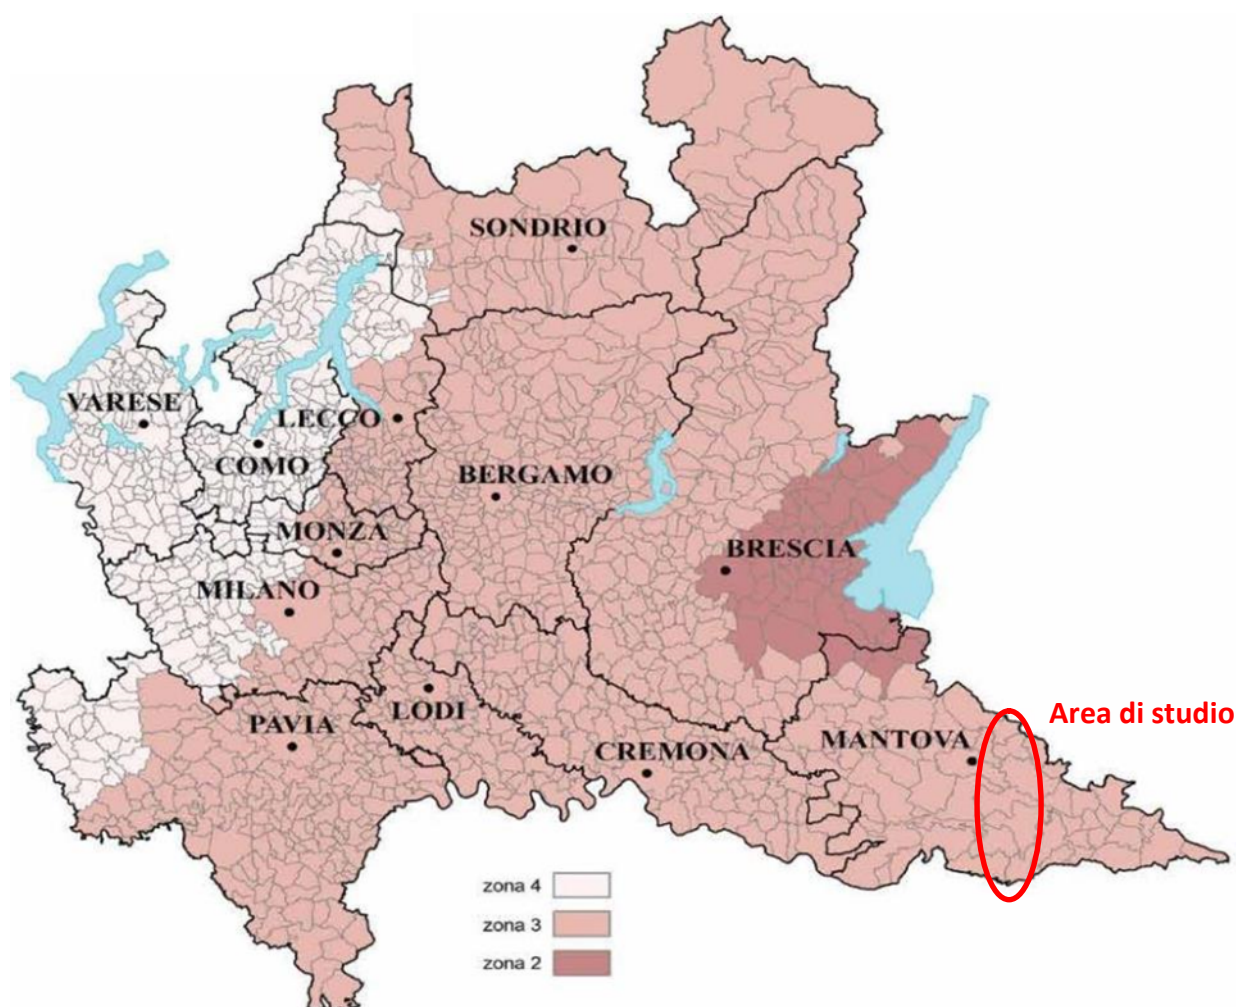 SONDRIO
VARESE
LECCO
COMO
BERGAMO
MONZA
BRESCIA
MILANO
LODI
PAVIA
Area di studio
MANTOVA
CREMONA
zona 4
zona 3
zona 2